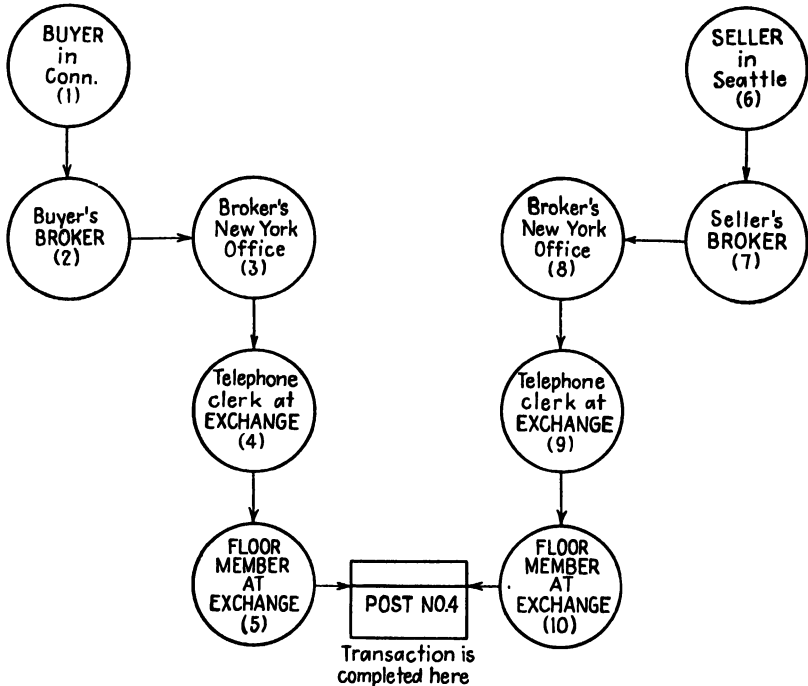 BUYER
in
Conn.
(1)
SELLER
in
Seattle
(6)
Buyer's
BROKER
(2)
Broker's
New York
Office
(3)
Broker's
New York
Office
(8)
Seller's
BROKER
(7)
Telephone
clerk at
EXCHANGE
(4)
Telephone
clerk at
EXCHANGE
(9)
FLOOR
MEMBER
AT
EXCHANGE
(5)
POST NO.4
FLOOR
MEMBER
AT
EXCHANGE
(10)
Transaction is
completed here